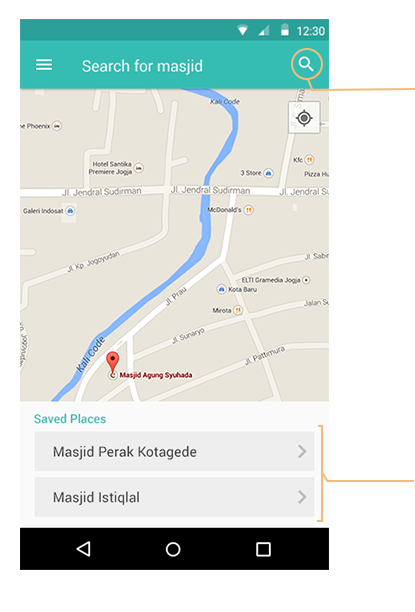 12:30
Search for masjid
Kali Code
he Phoenix
Hotel Santika
Premiere Jogja
Kfc
3 Store
Pizza Hu
Jl. Jendral Sudirman
Jl. Jendral Sudirman
Jl. Jendral Su
Galeri Indosat
McDonald's
Jl. Kp. Jogoyudan
Jl. Sabir
ELTI Gramedia Jogja
Jl. Prau
Kota Baru
Mirota
Jalan S
Jl. Sunaryo
Kali Code
Jl. Pattimura
Masjid Agung Syuhada
Saved Places
Masjid Perak Kotagede
Masjid Istiqlal